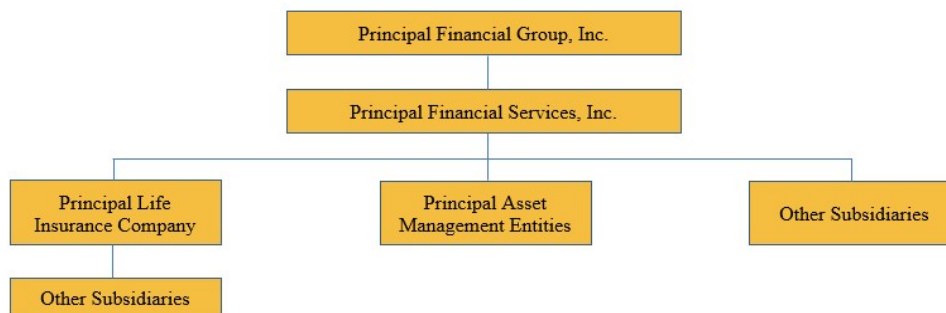 Principal Financial Group, Inc.
Principal Financial Services, Inc.
Principal Life
Insurance Company
Principal Asset
Management Entities
Other Subsidiaries
Other Subsidiaries